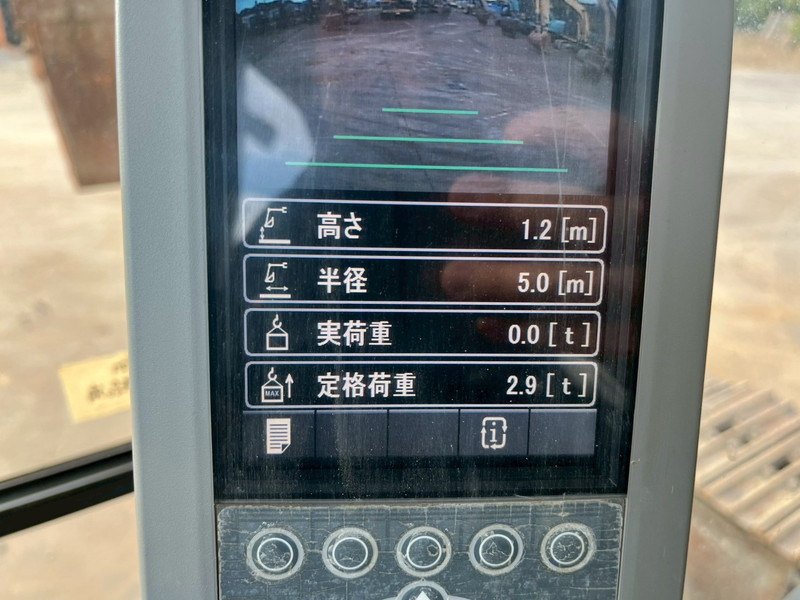 高さ 1.2 [m]
半径 5.0 [m]
実荷重 0.0 [ t ]
MAX 定格荷重 2.9 [ t ]